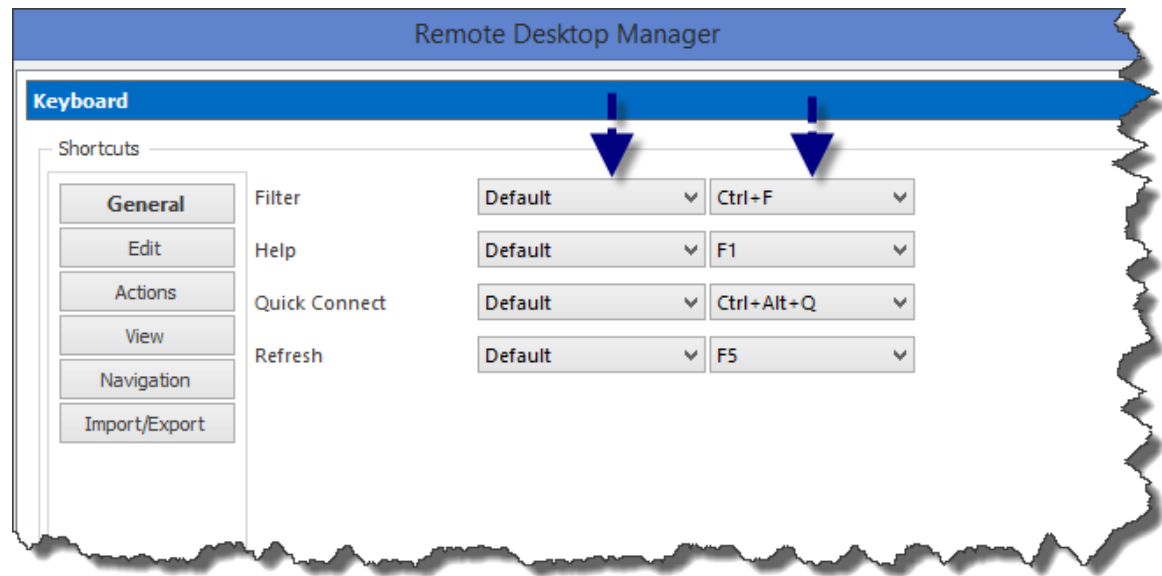 Remote Desktop Manager
Keyboard
Shortcuts
General
Edit
Actions
View
Navigation
Import/Export
Filter Default Ctrl+F
Help Default F1
Quick Connect Default Ctrl+Alt+Q
Refresh Default F5